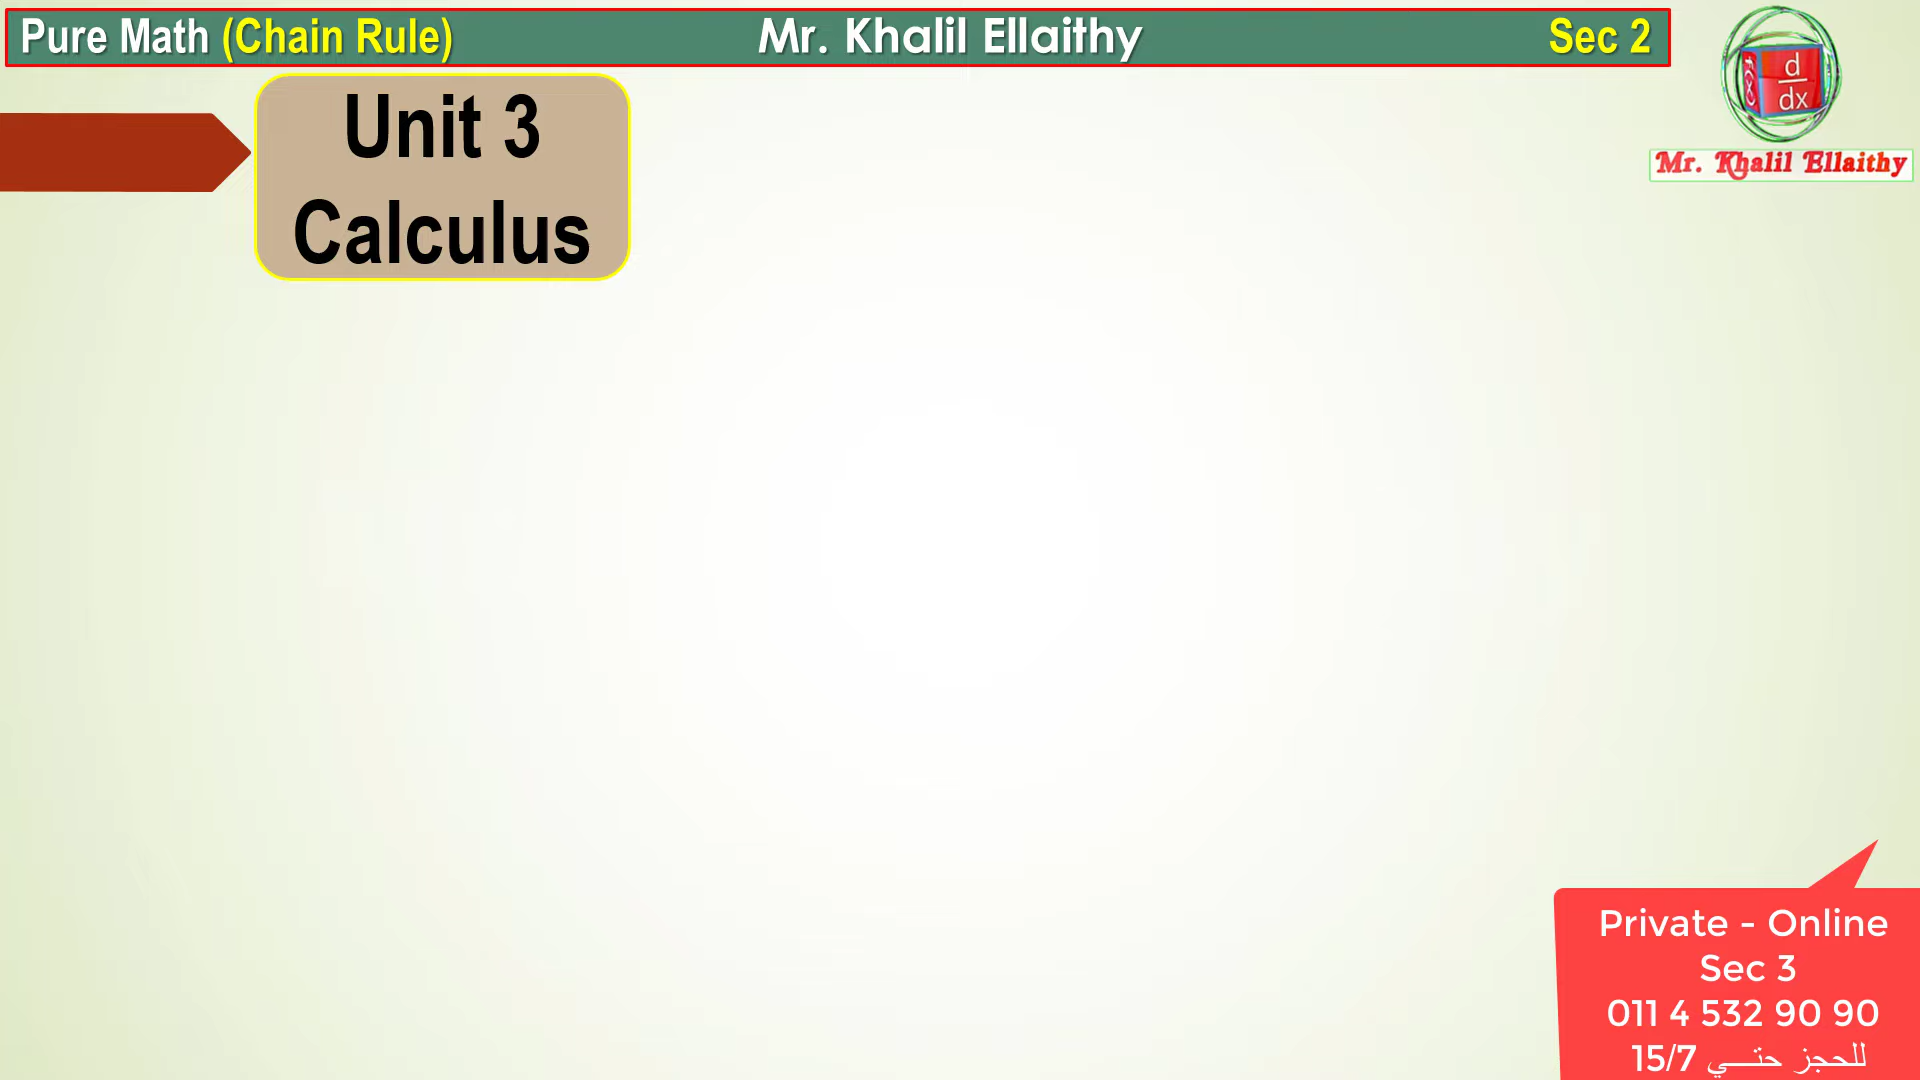 Pure Math (Chain Rule) Mr. Khalil Ellaithy Sec 2
Unit 3
Calculus
f(x)
d
dx
Mr. Khalil Ellaithy
Private - Online
Sec 3
011 4 532 90 90
للحجز حتـــي 15/7